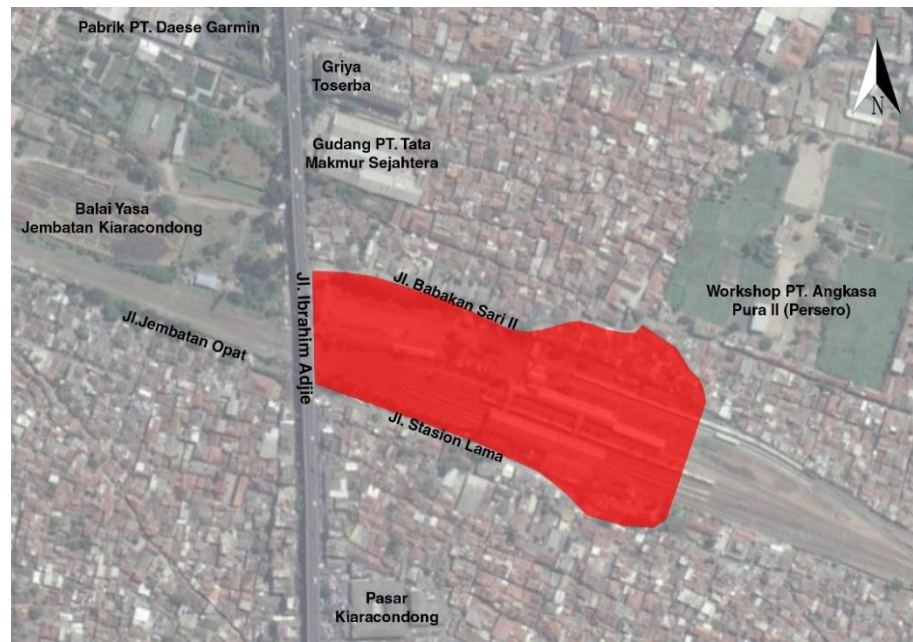 Pabrik PT. Daese Garmin
Griya
Toserba
N
Gudang PT. Tata
Makmur Sejahtera
Balai Yasa
Jembatan Kiaracondong
Jl. Babakan Sari II
Jl. Ibrahim Adjie
Workshop PT. Angkasa
Pura II (Persero)
Jl.Jembatan Opat
Jl. Stasion Lama
Pasar
Kiaracondong